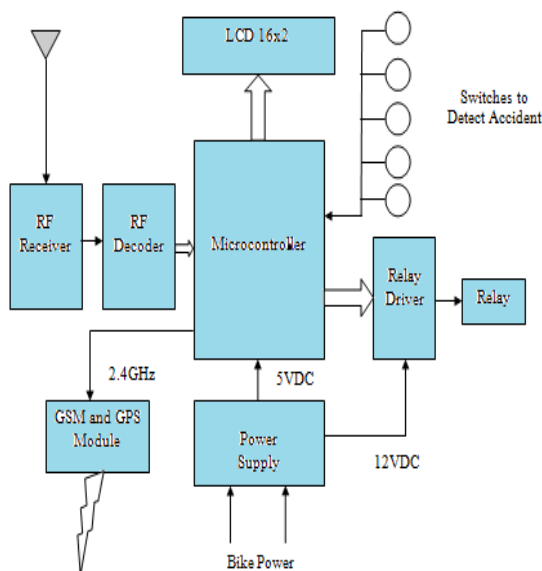 LCD 16x2
Switches to
Detect Accident
RF
Receiver
RF
Decoder
Microcontroller
Relay
Driver
Relay
2.4GHz
5VDC
GSM and GPS
Module
Power
Supply
12VDC
Bike Power